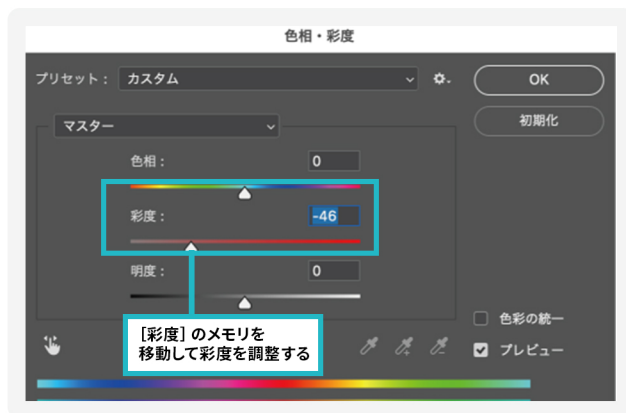 色相・彩度
プリセット： カスタム
OK
マスター
初期化
色相： 0
彩度： -46
明度： 0
色彩の統一
［彩度］のメモリを
移動して彩度を調整する
プレビュー